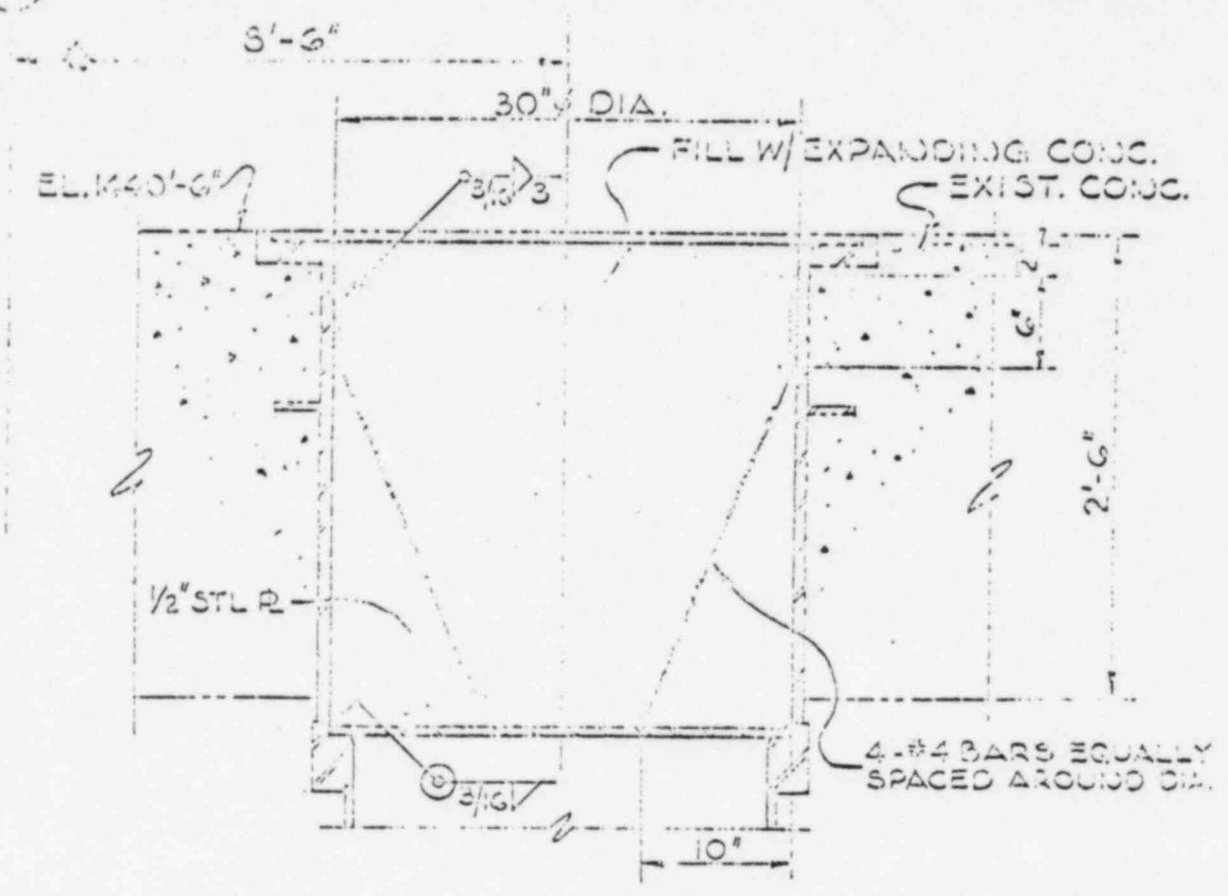 8'-6"
30"⌀ DIA.
FILL W/ EXPANDING CONC.
EXIST. CONC.
EL. 1440'-6"
3/16 3
2"
6"
2'-6"
1/2" STL PL
4-#4 BARS EQUALLY
SPACED AROUND DIA.
3/16
10"